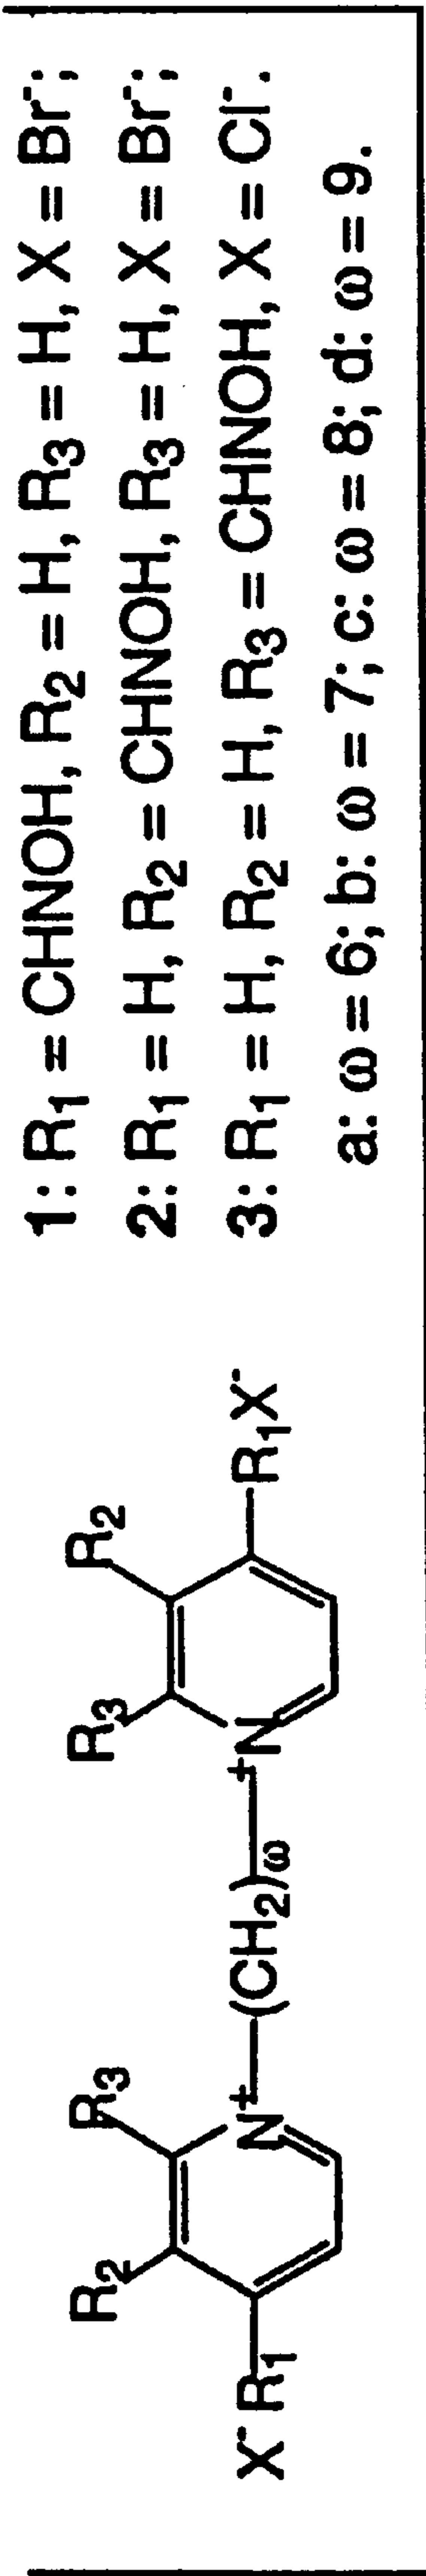 R2 R3 R3 R2
X- R1 N+ (CH2)ω +N R1X-
1: R1 = CHNOH, R2 = H, R3 = H, X = Br-;
2: R1 = H, R2 = CHNOH, R3 = H, X = Br-;
3: R1 = H, R2 = H, R3 = CHNOH, X = Cl-.
a: ω = 6; b: ω = 7; c: ω = 8; d: ω = 9.